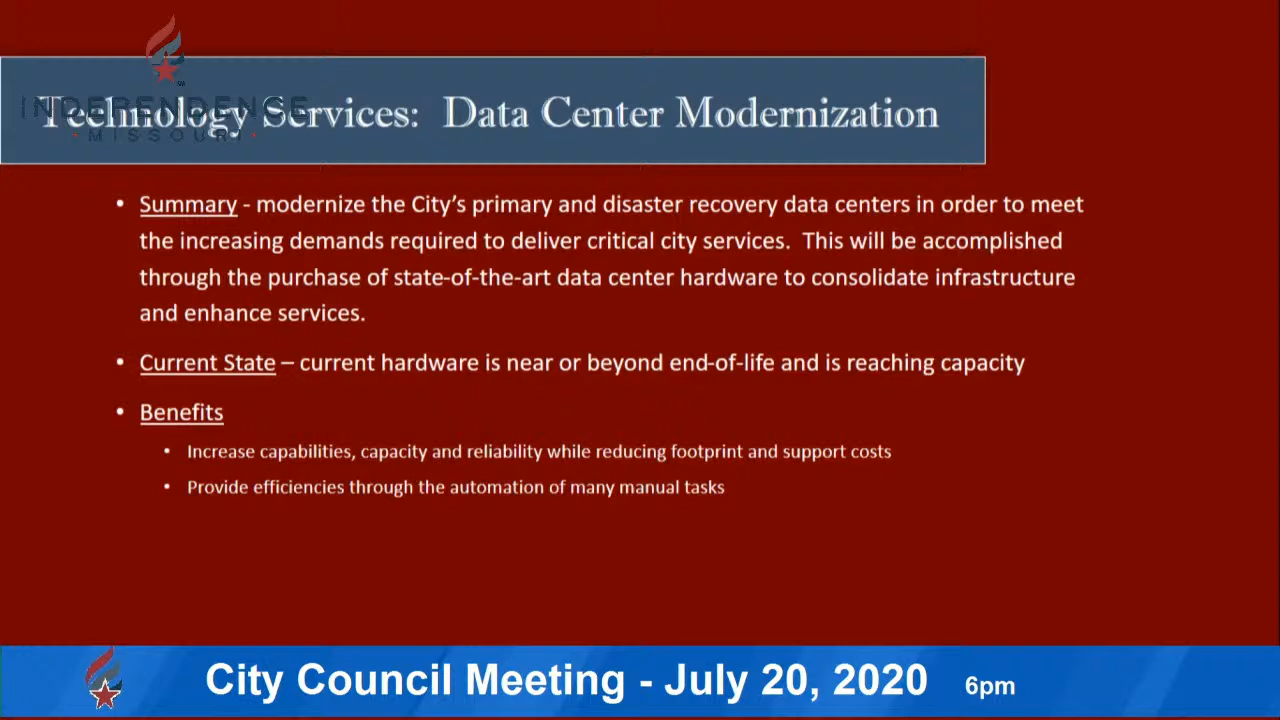 INDEPENDENCE
MISSOURI
Technology Services: Data Center Modernization
• Summary - modernize the City's primary and disaster recovery data centers in order to meet
the increasing demands required to deliver critical city services. This will be accomplished
through the purchase of state-of-the-art data center hardware to consolidate infrastructure
and enhance services.
• Current State – current hardware is near or beyond end-of-life and is reaching capacity
• Benefits
• Increase capabilities, capacity and reliability while reducing footprint and support costs
• Provide efficiencies through the automation of many manual tasks
City Council Meeting - July 20, 2020 6pm